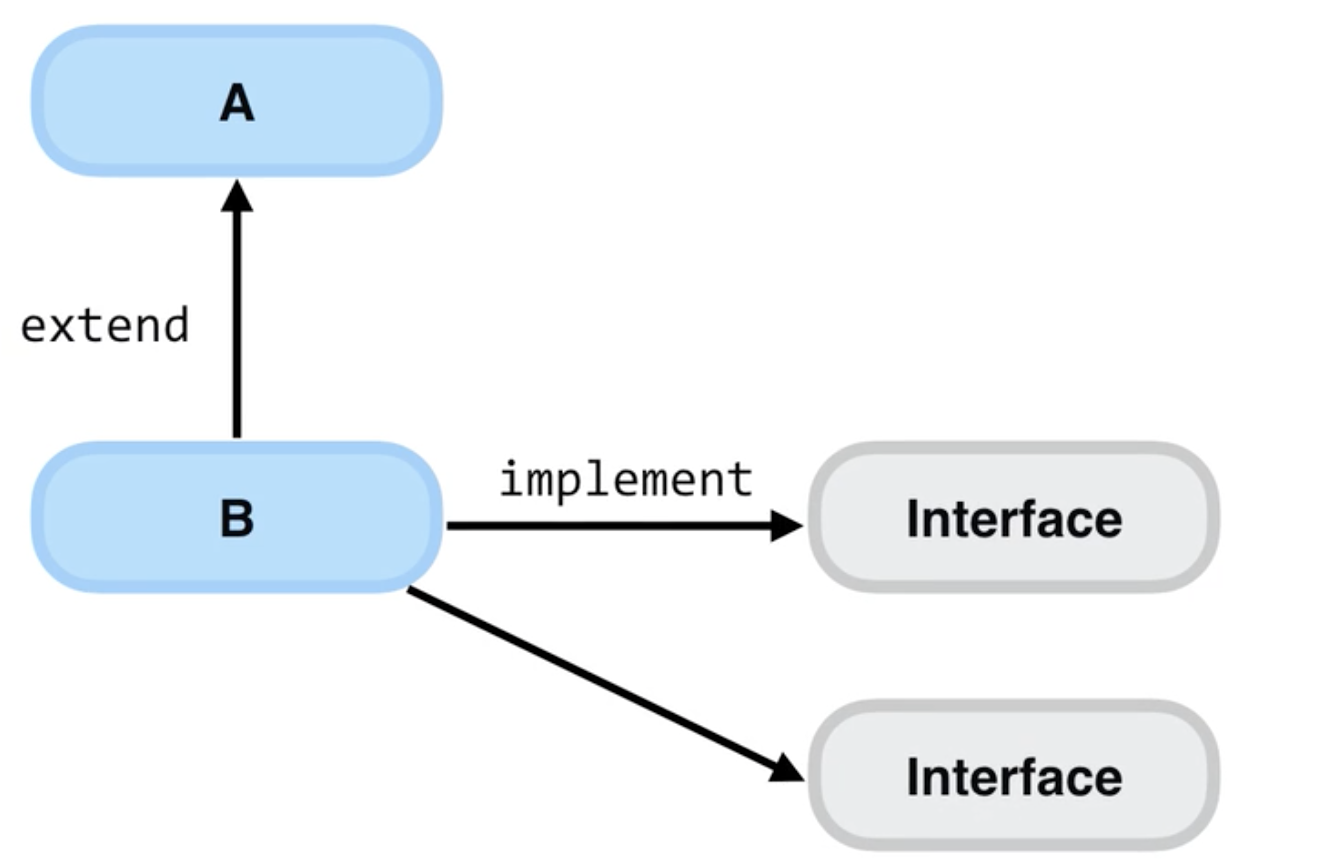 A
extend
B
implement
Interface
Interface